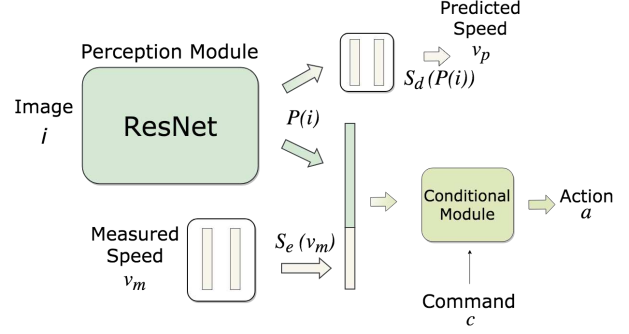 Predicted
Speed
v_p
S_d (P(i))
Perception Module
Image
i
ResNet
P(i)
Measured
Speed
v_m
S_e (v_m)
Conditional
Module
Action
a
Command
c